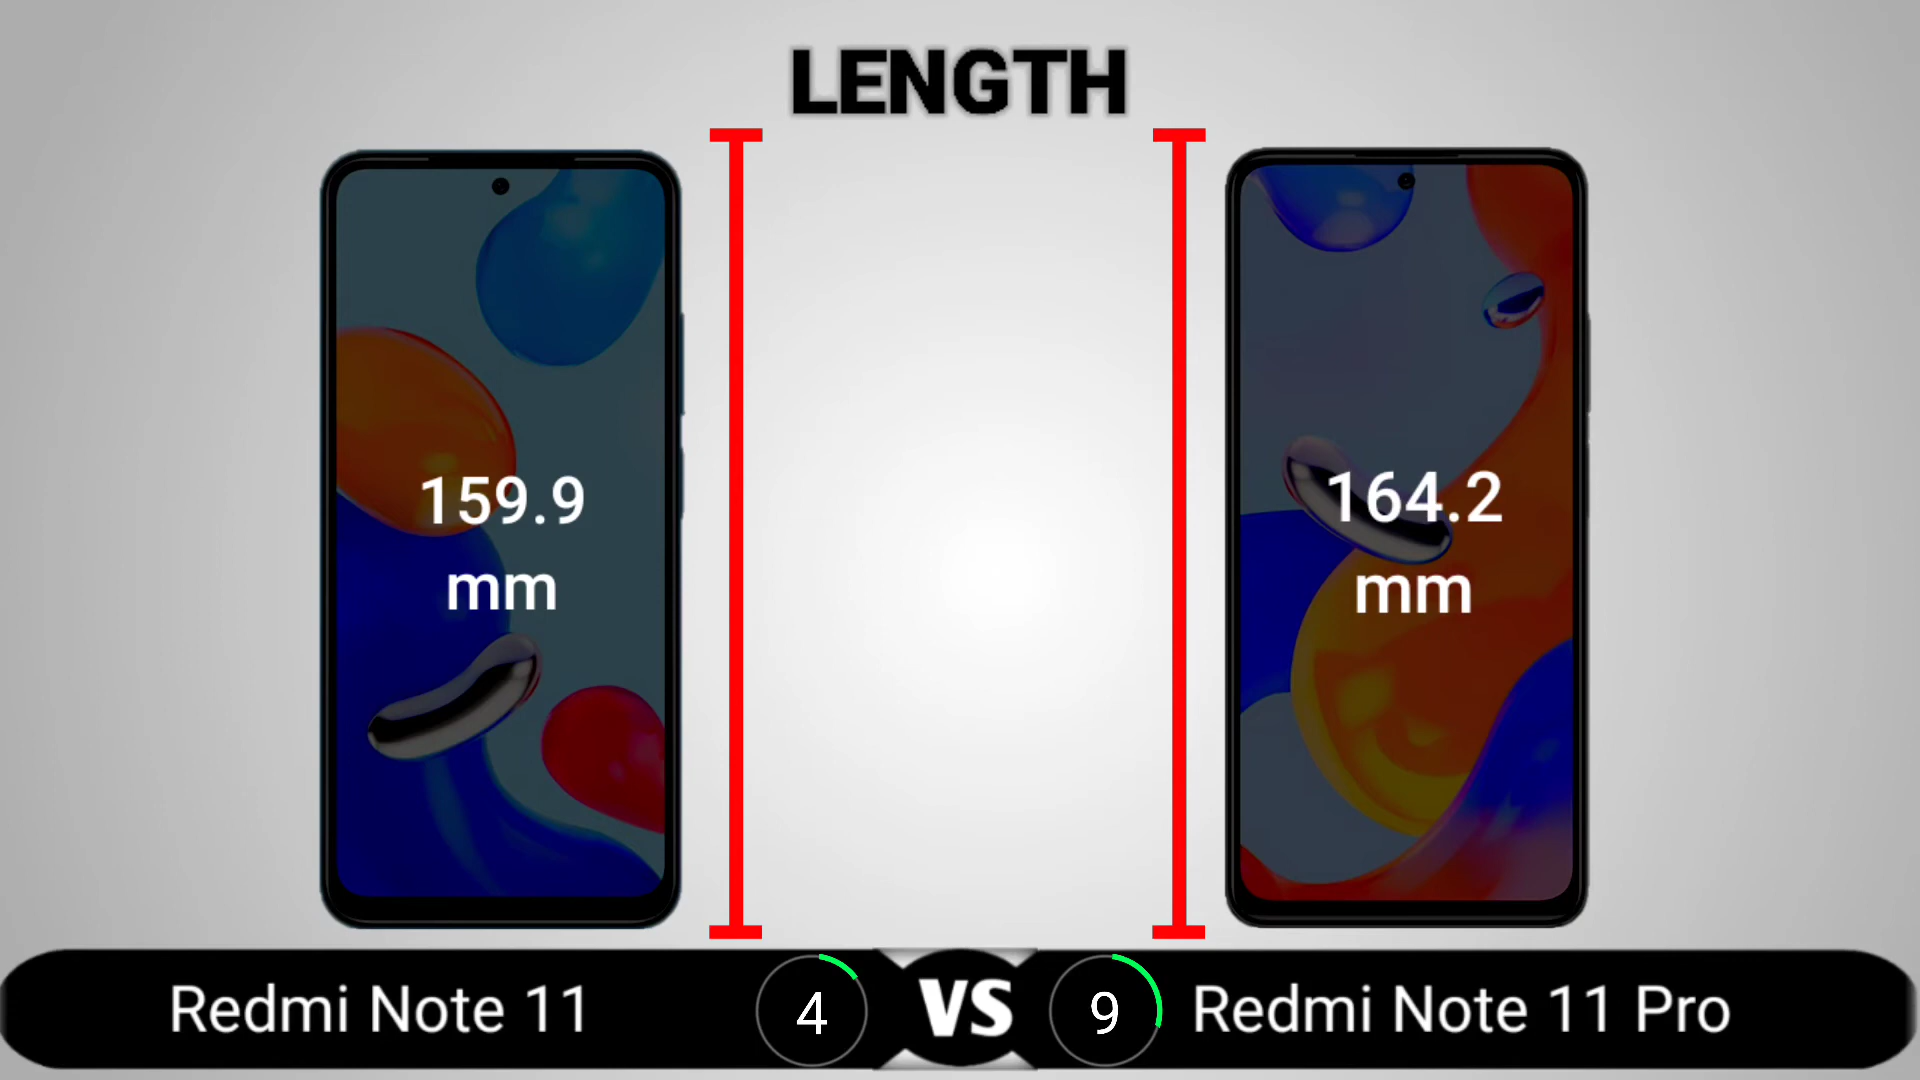 LENGTH
159.9
mm
164.2
mm
Redmi Note 11
4
VS
9
Redmi Note 11 Pro